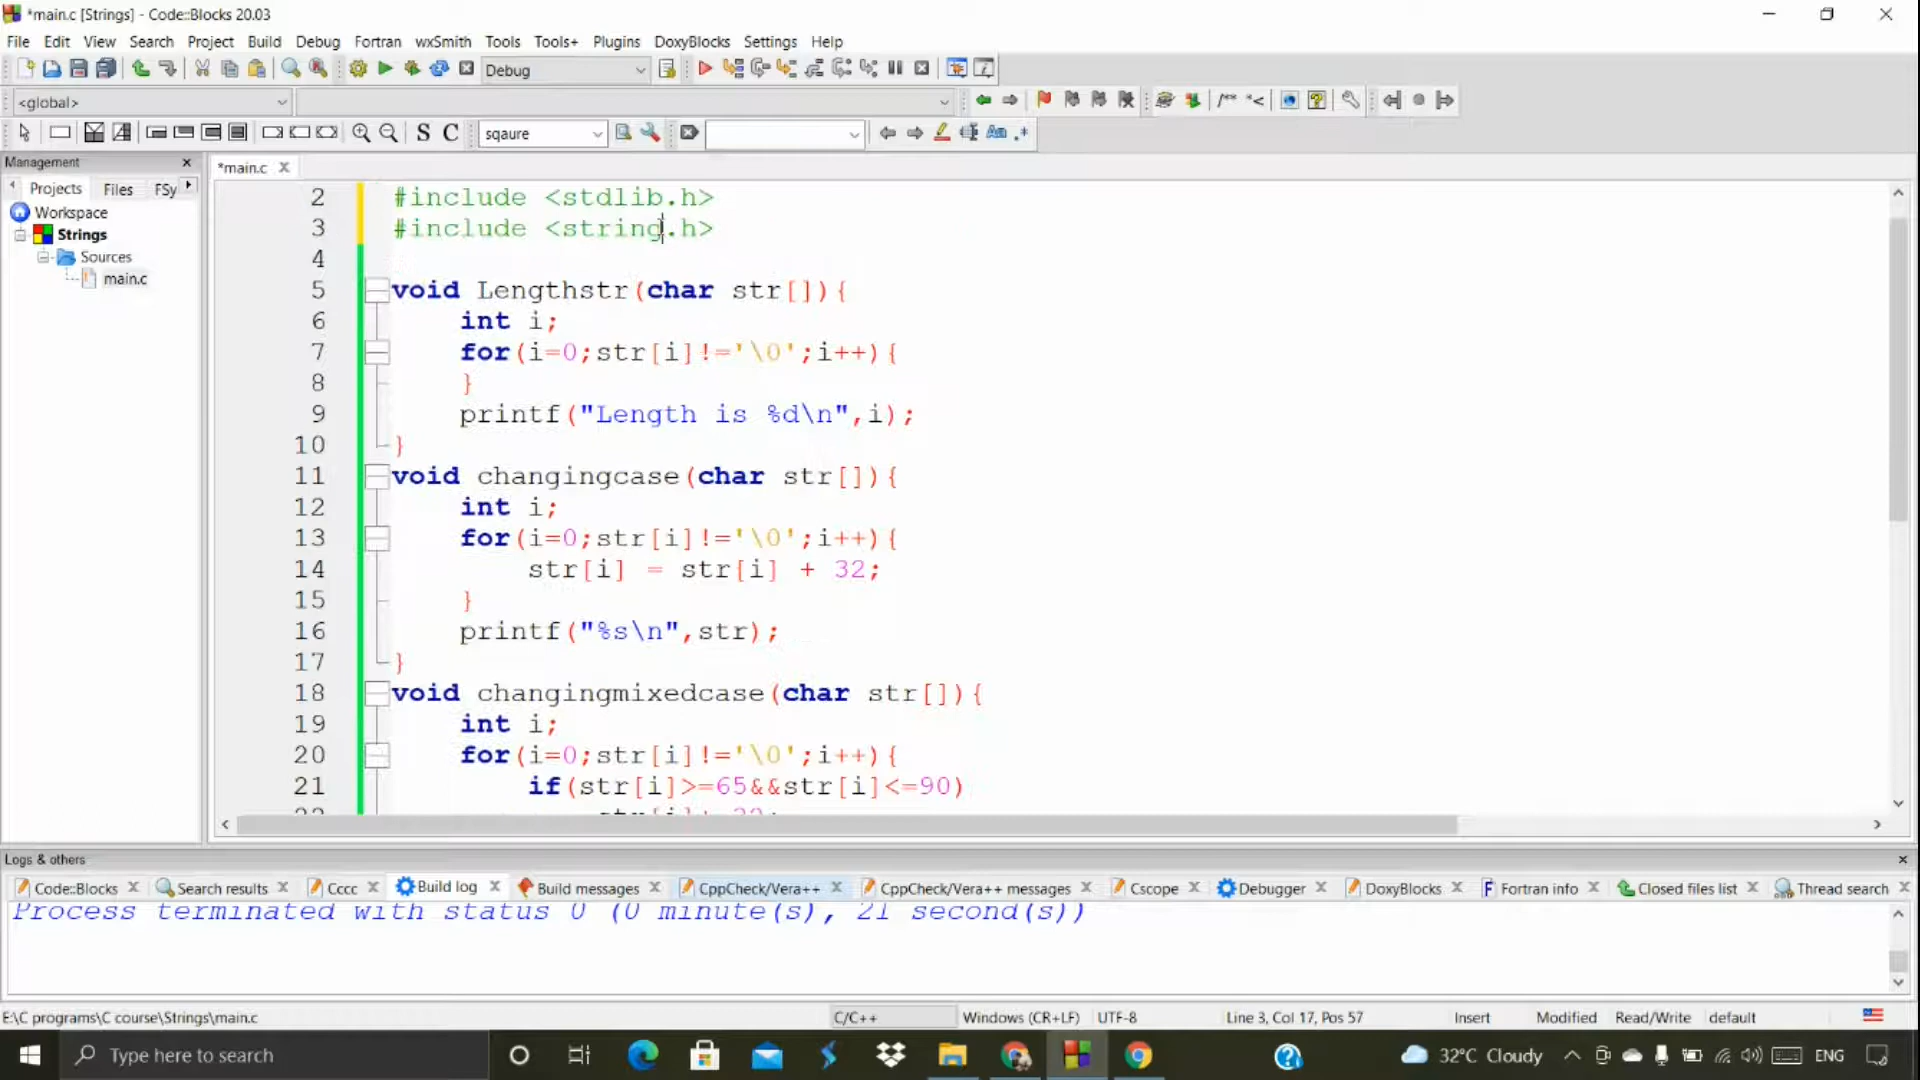 *main.c [Strings] - Code::Blocks 20.03
File Edit View Search Project Build Debug Fortran wxSmith Tools Tools+ Plugins DoxyBlocks Settings Help
Debug
<global>
S C sqaure
Management
Projects Files FSy
Workspace
Strings
Sources
main.c
*main.c
2 #include <stdlib.h>
3 #include <string.h>
4
5 void Lengthstr(char str[]){
6 int i;
7 for(i=0;str[i]!='\0';i++){
8 }
9 printf("Length is %d\n",i);
10 }
11 void changingcase(char str[]){
12 int i;
13 for(i=0;str[i]!='\0';i++){
14 str[i] = str[i] + 32;
15 }
16 printf("%s\n",str);
17 }
18 void changingmixedcase(char str[]){
19 int i;
20 for(i=0;str[i]!='\0';i++){
21 if(str[i]>=65&&str[i]<=90)
Logs & others
Code::Blocks Search results Cccc Build log Build messages CppCheck/Vera++ CppCheck/Vera++ messages Cscope Debugger DoxyBlocks Fortran info Closed files list Thread search
Process terminated with status 0 (0 minute(s), 21 second(s))
E:\C programs\C course\Strings\main.c C/C++ Windows (CR+LF) UTF-8 Line 3, Col 17, Pos 57 Insert Modified Read/Write default
Type here to search 32°C Cloudy ENG